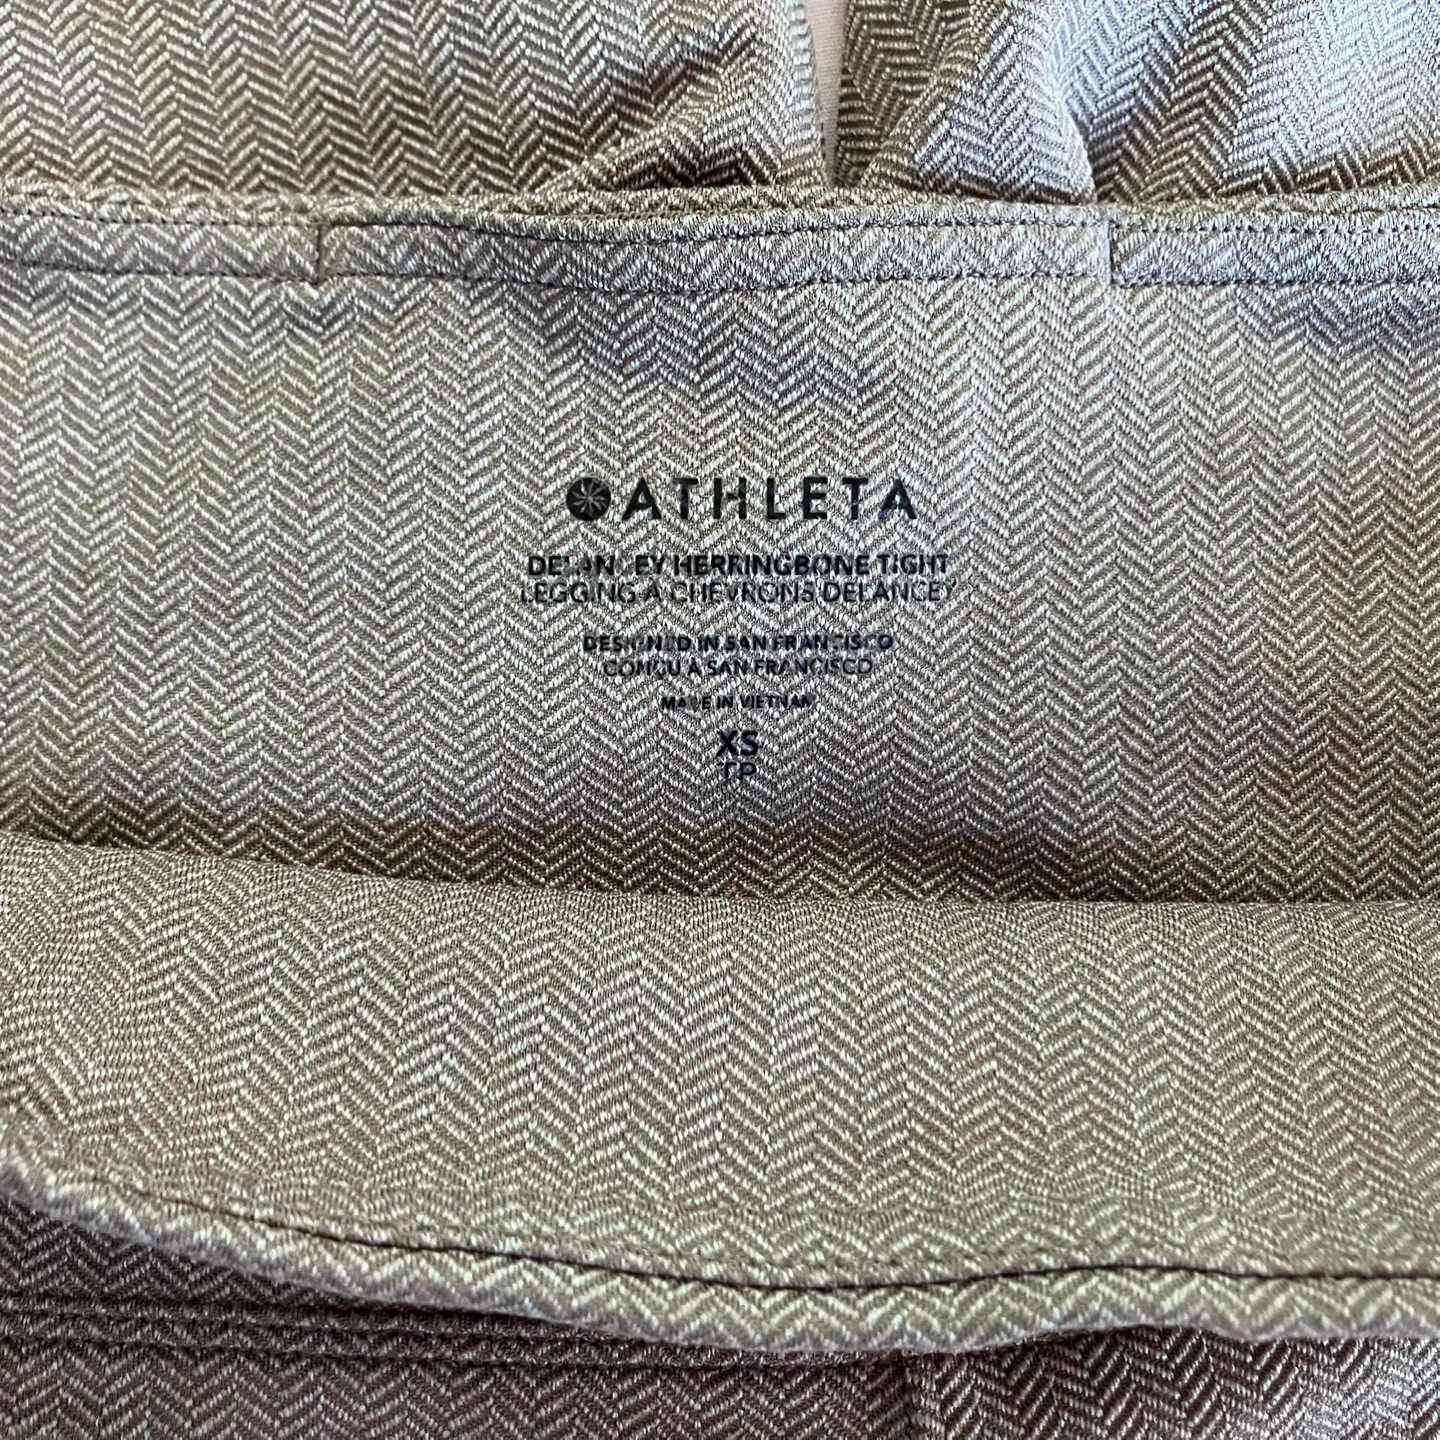 ATHLETA
DELANCEY HERRINGBONE TIGHT
LEGGING À CHEVRONS DELANCEY
DESIGNED IN SAN FRANCISCO
CONÇU À SAN FRANCISCO
MADE IN VIETNAM
XS
TP